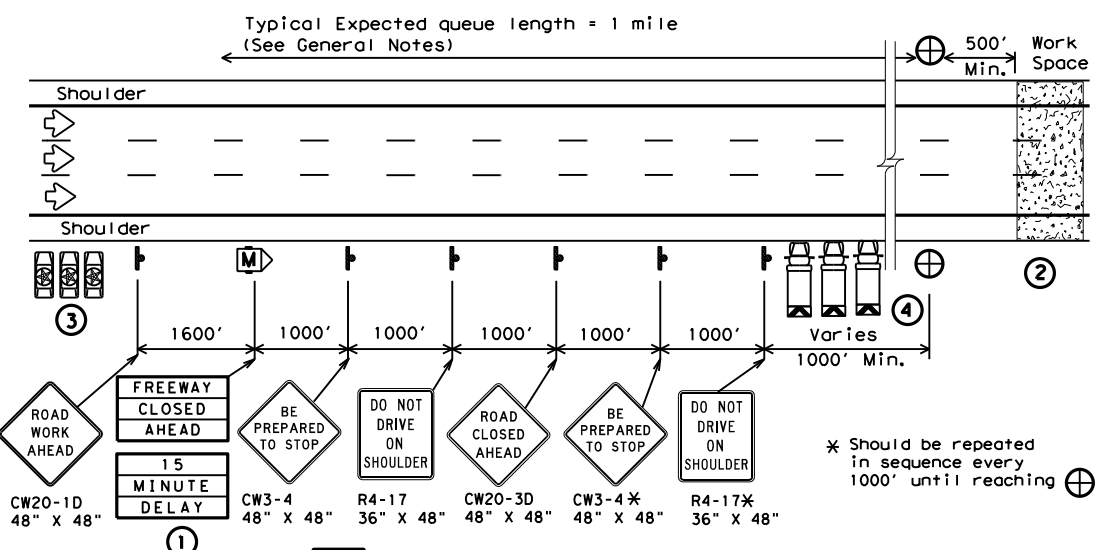 Typical Expected queue length = 1 mile
(See General Notes)
500' Work
Min. Space
Shoulder
Shoulder
M
3
4
2
1600' 1000' 1000' 1000' 1000' 1000' Varies
1000' Min.
ROAD
WORK
AHEAD
CW20-1D
48" X 48"
FREEWAY
CLOSED
AHEAD
15
MINUTE
DELAY
1
BE
PREPARED
TO STOP
CW3-4
48" X 48"
DO NOT
DRIVE
ON
SHOULDER
R4-17
36" X 48"
ROAD
CLOSED
AHEAD
CW20-3D
48" X 48"
BE
PREPARED
TO STOP
CW3-4*
48" X 48"
DO NOT
DRIVE
ON
SHOULDER
R4-17*
36" X 48"
* Should be repeated
in sequence every
1000' until reaching